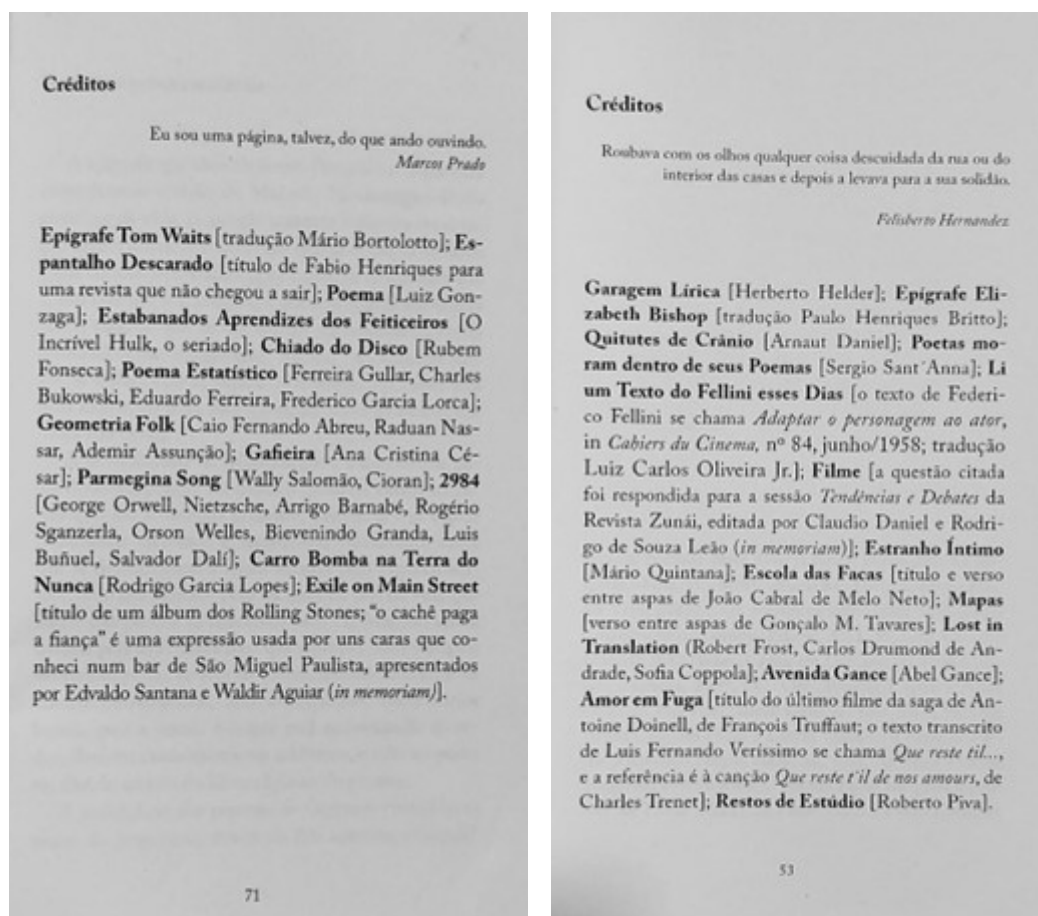 Créditos
Eu sou uma página, talvez, do que ando ouvindo.
Marcos Prado
Epígrafe Tom Waits [tradução Mário Bortolotto]; Es-
pantalho Descarado [título de Fabio Henriques para
uma revista que não chegou a sair]; Poema [Luiz Gon-
zaga]; Estabanados Aprendizes dos Feiticeiros [O
Incrível Hulk, o seriado]; Chiado do Disco [Rubem
Fonseca]; Poema Estatístico [Ferreira Gullar, Charles
Bukowski, Eduardo Ferreira, Frederico Garcia Lorca];
Geometria Folk [Caio Fernando Abreu, Raduan Nas-
sar, Ademir Assunção]; Gafieira [Ana Cristina Cé-
sar]; Parmegina Song [Wally Salomão, Cioran]; 2984
[George Orwell, Nietzsche, Arrigo Barnabé, Rogério
Sganzerla, Orson Welles, Bievenindo Granda, Luis
Buñuel, Salvador Dalí]; Carro Bomba na Terra do
Nunca [Rodrigo Garcia Lopes]; Exile on Main Street
[título de um álbum dos Rolling Stones; “o cachê paga
a fiança” é uma expressão usada por uns caras que co-
nheci num bar de São Miguel Paulista, apresentados
por Edvaldo Santana e Waldir Aguiar (in memoriam)].
71
Créditos
Roubava com os olhos qualquer coisa descuidada da rua ou do
interior das casas e depois a levava para a sua solidão.
Felisberto Hernandez
Garagem Lírica [Herberto Helder]; Epígrafe Eli-
zabeth Bishop [tradução Paulo Henriques Britto];
Quitutes de Crânio [Arnaut Daniel]; Poetas mo-
ram dentro de seus Poemas [Sergio Sant´Anna]; Li
um Texto do Fellini esses Dias [o texto de Federi-
co Fellini se chama Adaptar o personagem ao ator,
in Cahiers du Cinema, nº 84, junho/1958; tradução
Luiz Carlos Oliveira Jr.]; Filme [a questão citada
foi respondida para a sessão Tendências e Debates da
Revista Zunái, editada por Claudio Daniel e Rodri-
go de Souza Leão (in memoriam)]; Estranho Íntimo
[Mário Quintana]; Escola das Facas [título e verso
entre aspas de João Cabral de Melo Neto]; Mapas
[verso entre aspas de Gonçalo M. Tavares]; Lost in
Translation (Robert Frost, Carlos Drumond de An-
drade, Sofia Coppola]; Avenida Gance [Abel Gance];
Amor em Fuga [título do último filme da saga de An-
toine Doinell, de François Truffaut; o texto transcrito
de Luis Fernando Veríssimo se chama Que reste til...,
e a referência é à canção Que reste t'il de nos amours, de
Charles Trenet]; Restos de Estúdio [Roberto Piva].
53